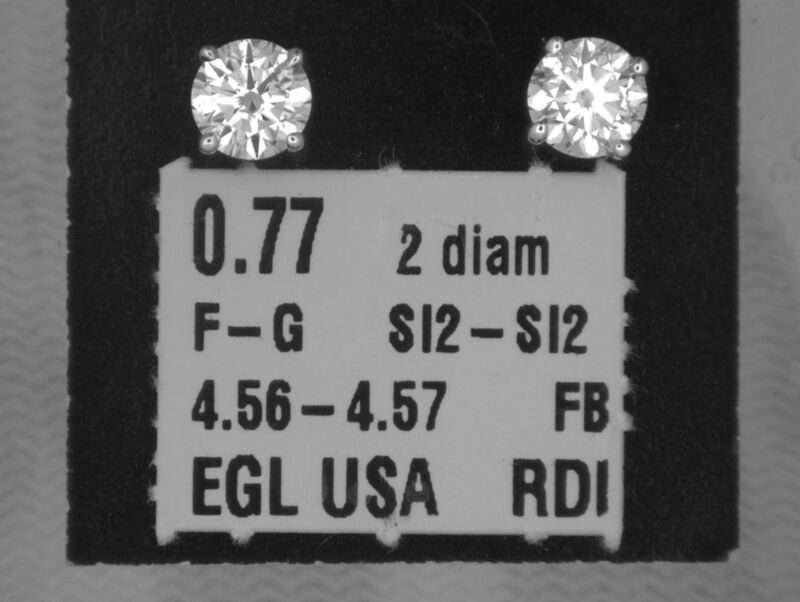 0.77 2 diam
F–G SI2–SI2
4.56–4.57 FB
EGL USA RDI